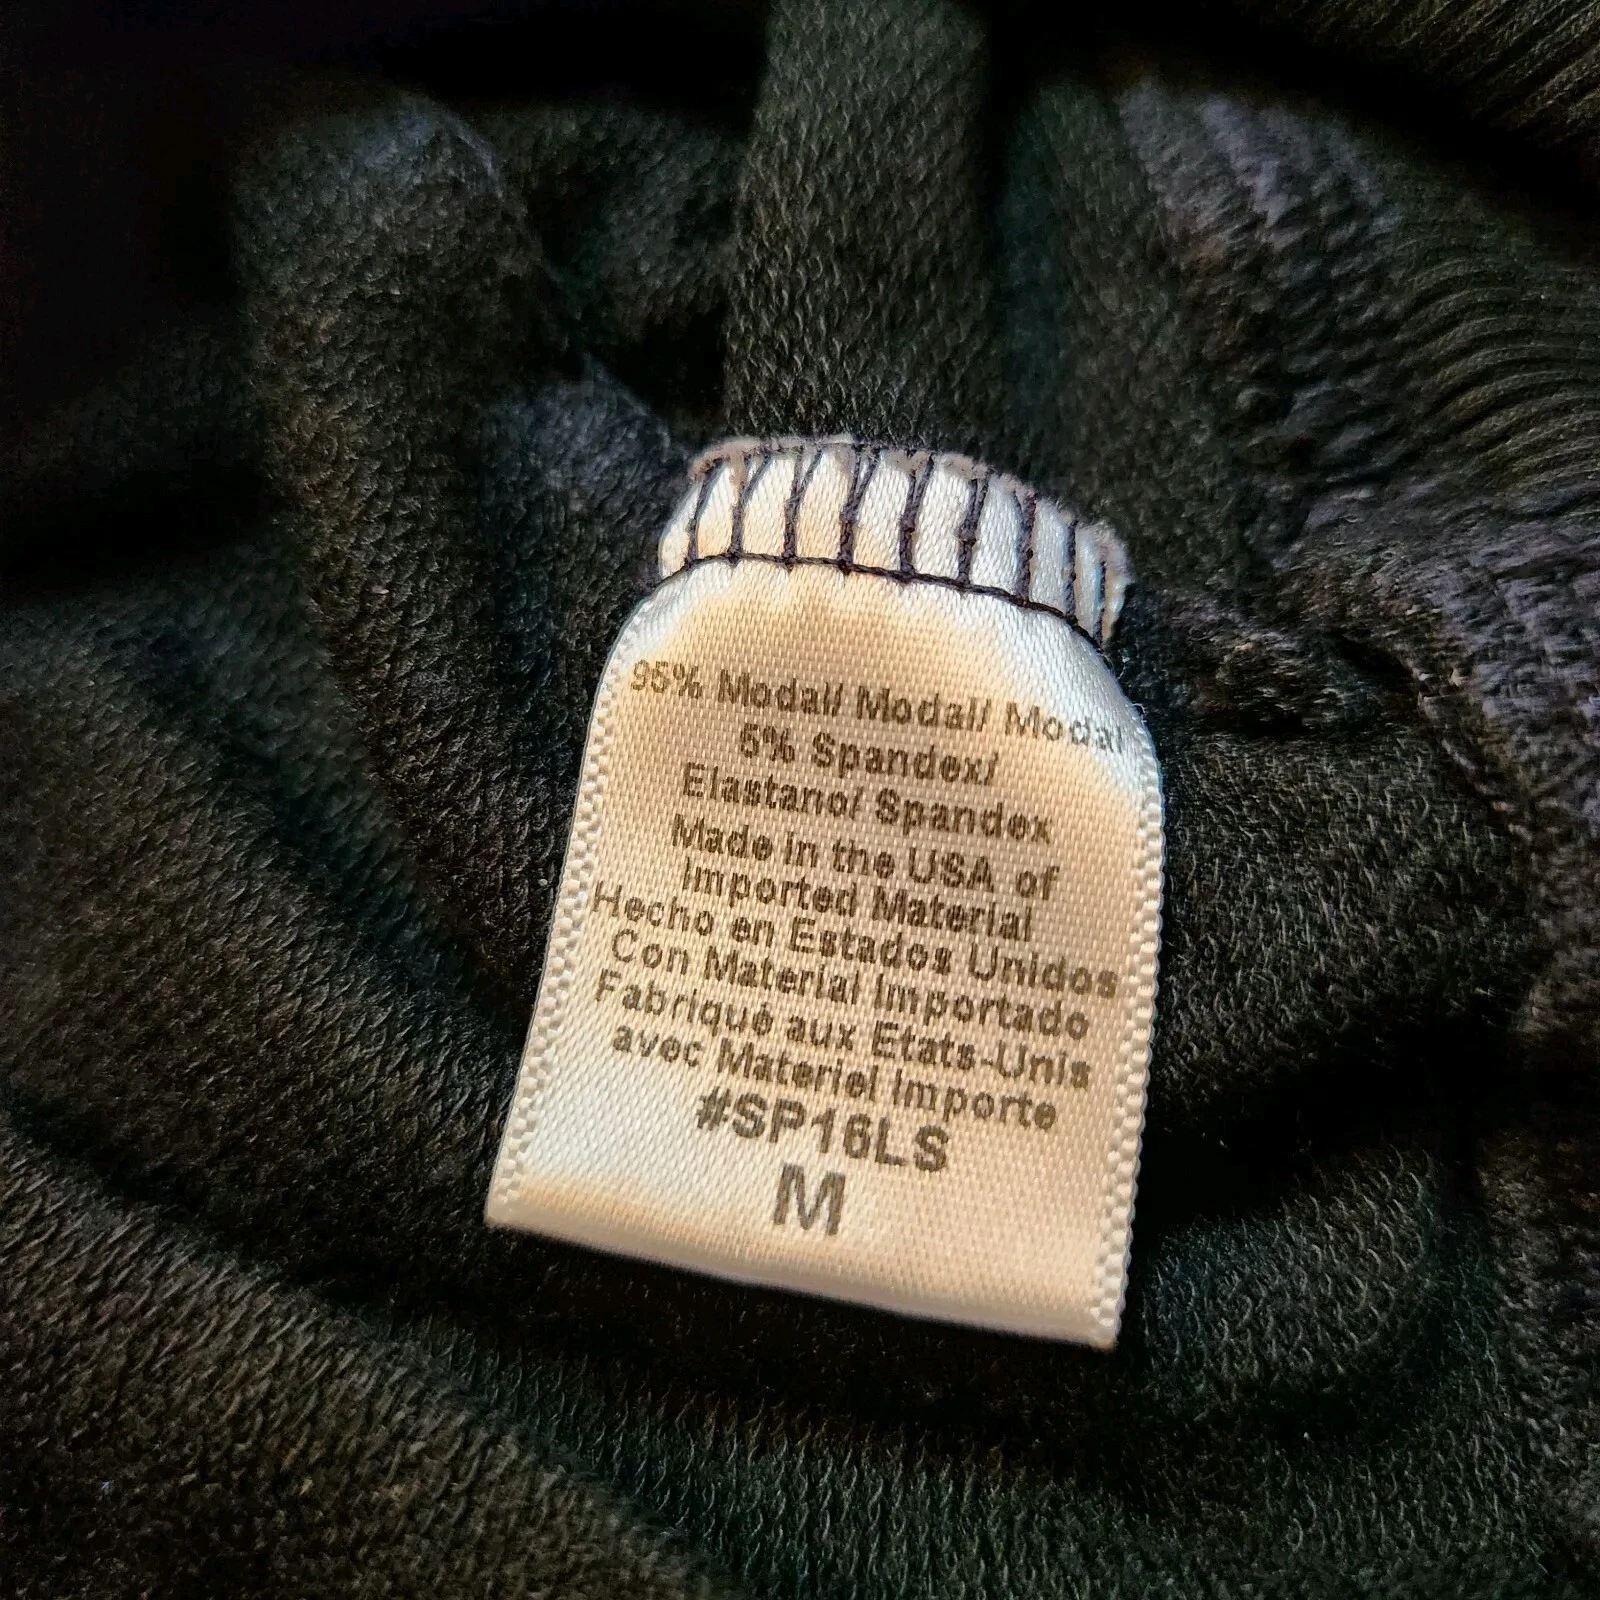 95% Modal/ Modal/ Modal
5% Spandex/
Elastano/ Spandex
Made in the USA of
Imported Material
Hecho en Estados Unidos
Con Material Importado
Fabriqué aux Etats-Unis
avec Materiel Importe
#SP16LS
M